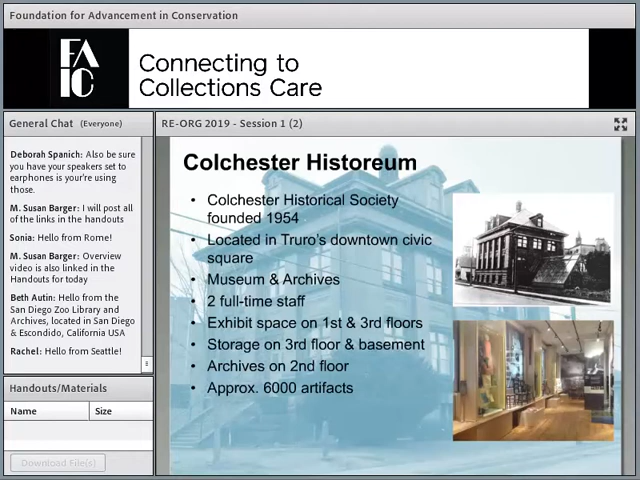 Foundation for Advancement in Conservation
FA
IC
Connecting to
Collections Care
General Chat (Everyone)
Deborah Spanich: Also be sure
you have your speakers set to
earphones is you're using
those.
M. Susan Barger: I will post all
of the links in the handouts
Sonia: Hello from Rome!
M. Susan Barger: Overview
video is also linked in the
Handouts for today
Beth Autin: Hello from the
San Diego Zoo Library and
Archives, located in San Diego
& Escondido, California USA
Rachel: Hello from Seattle!
Handouts/Materials
Name Size
Download File(s)
RE-ORG 2019 - Session 1 (2)
Colchester Historeum
• Colchester Historical Society
founded 1954
• Located in Truro's downtown civic
square
• Museum & Archives
• 2 full-time staff
• Exhibit space on 1st & 3rd floors
• Storage on 3rd floor & basement
• Archives on 2nd floor
• Approx. 6000 artifacts